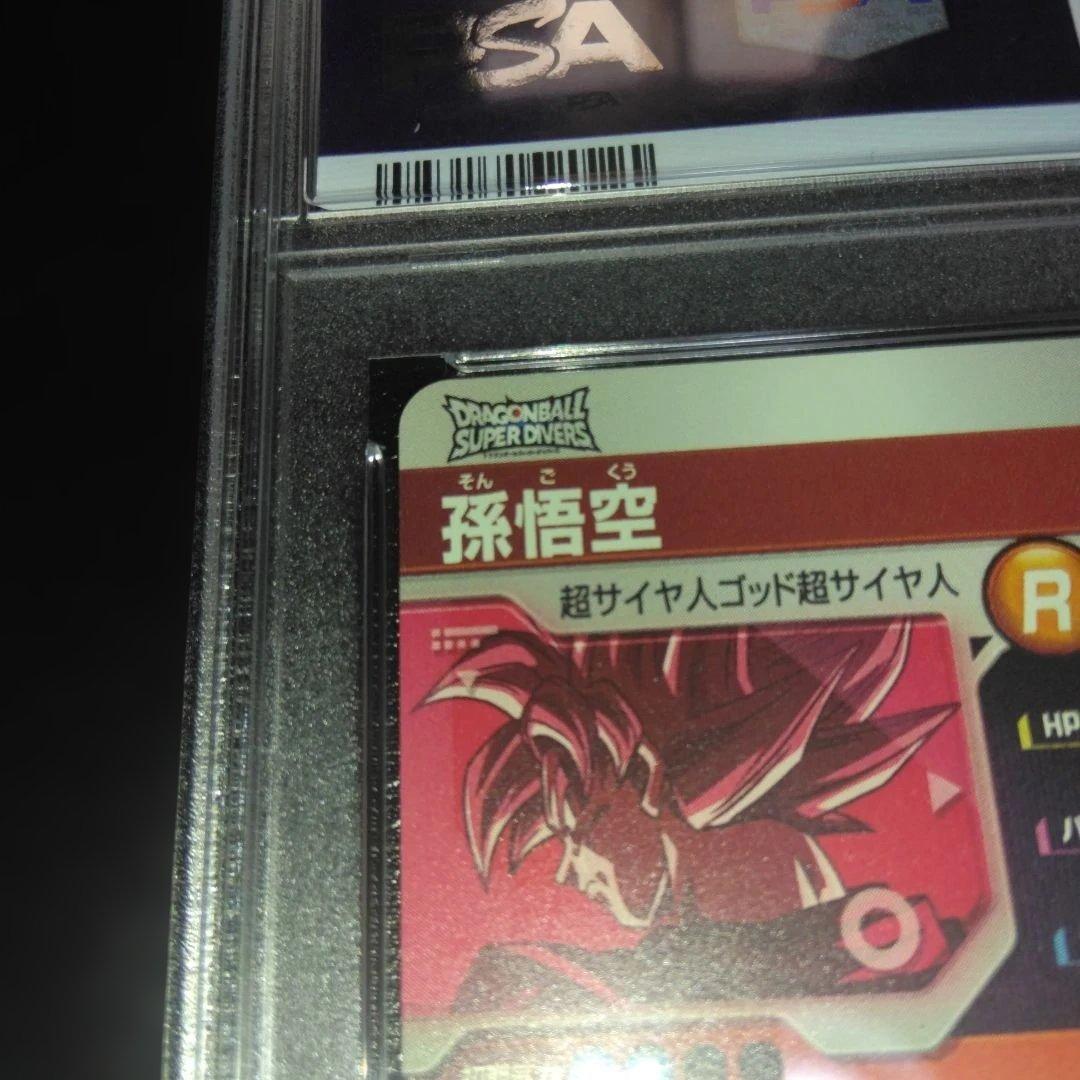 PSA
DRAGONBALL
SUPER DIVERS
そん ご くう
孫悟空
超サイヤ人ゴッド超サイヤ人
R
HP